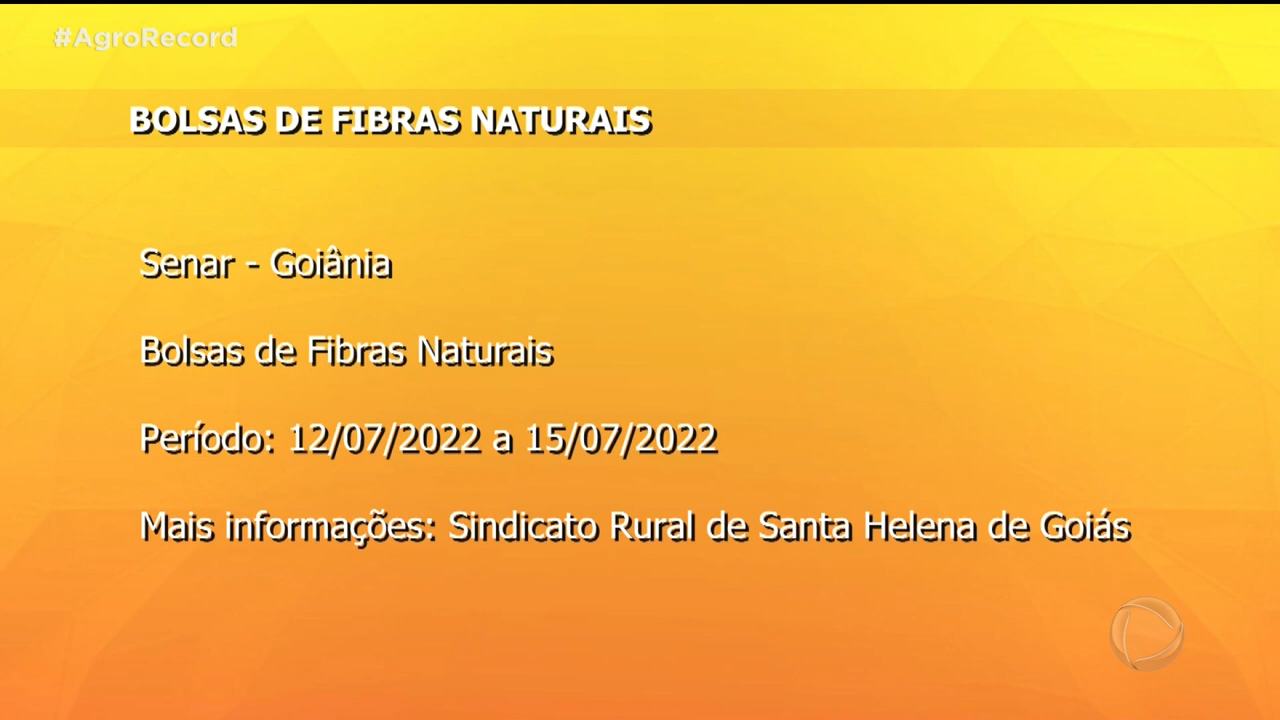 #AgroRecord
BOLSAS DE FIBRAS NATURAIS
Senar - Goiânia
Bolsas de Fibras Naturais
Período: 12/07/2022 a 15/07/2022
Mais informações: Sindicato Rural de Santa Helena de Goiás